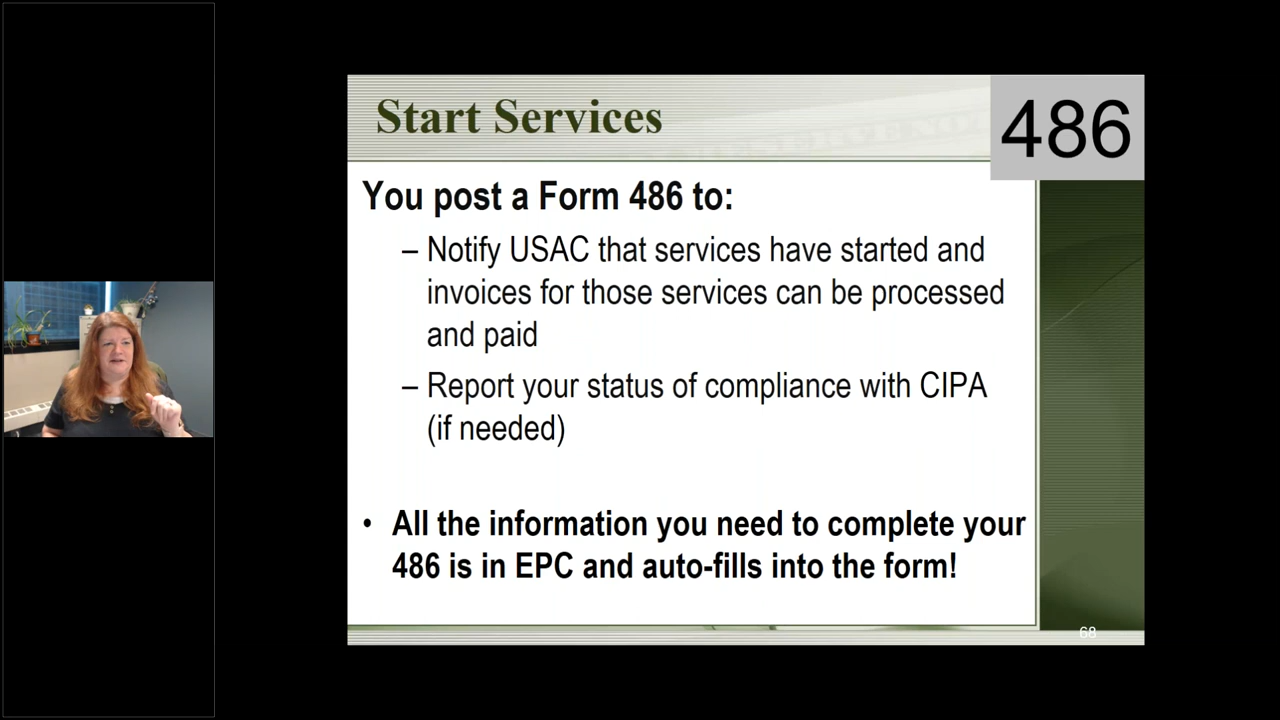 Start Services
486
You post a Form 486 to:
– Notify USAC that services have started and
invoices for those services can be processed
and paid
– Report your status of compliance with CIPA
(if needed)
• All the information you need to complete your
486 is in EPC and auto-fills into the form!
68